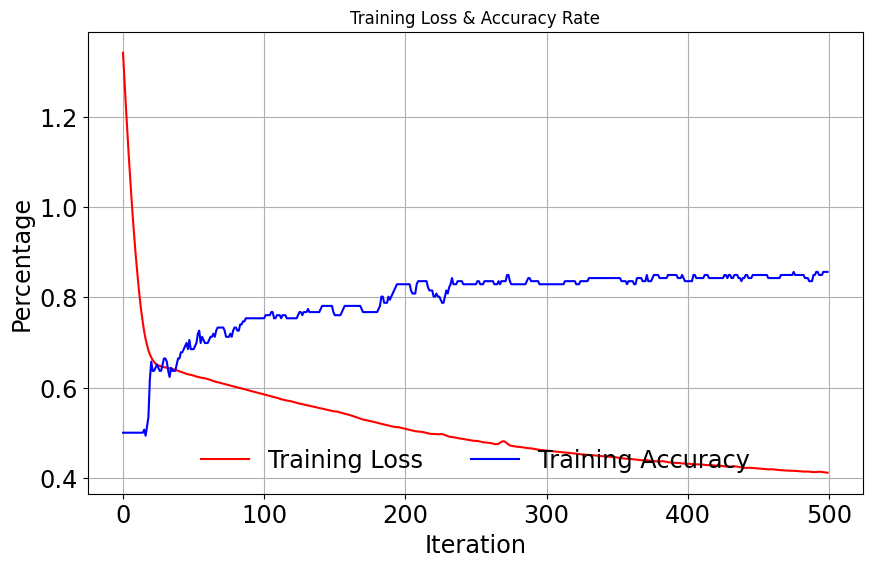 Training Loss & Accuracy Rate
Percentage
1.2
1.0
0.8
0.6
0.4
Training Loss
Training Accuracy
0 100 200 300 400 500
Iteration